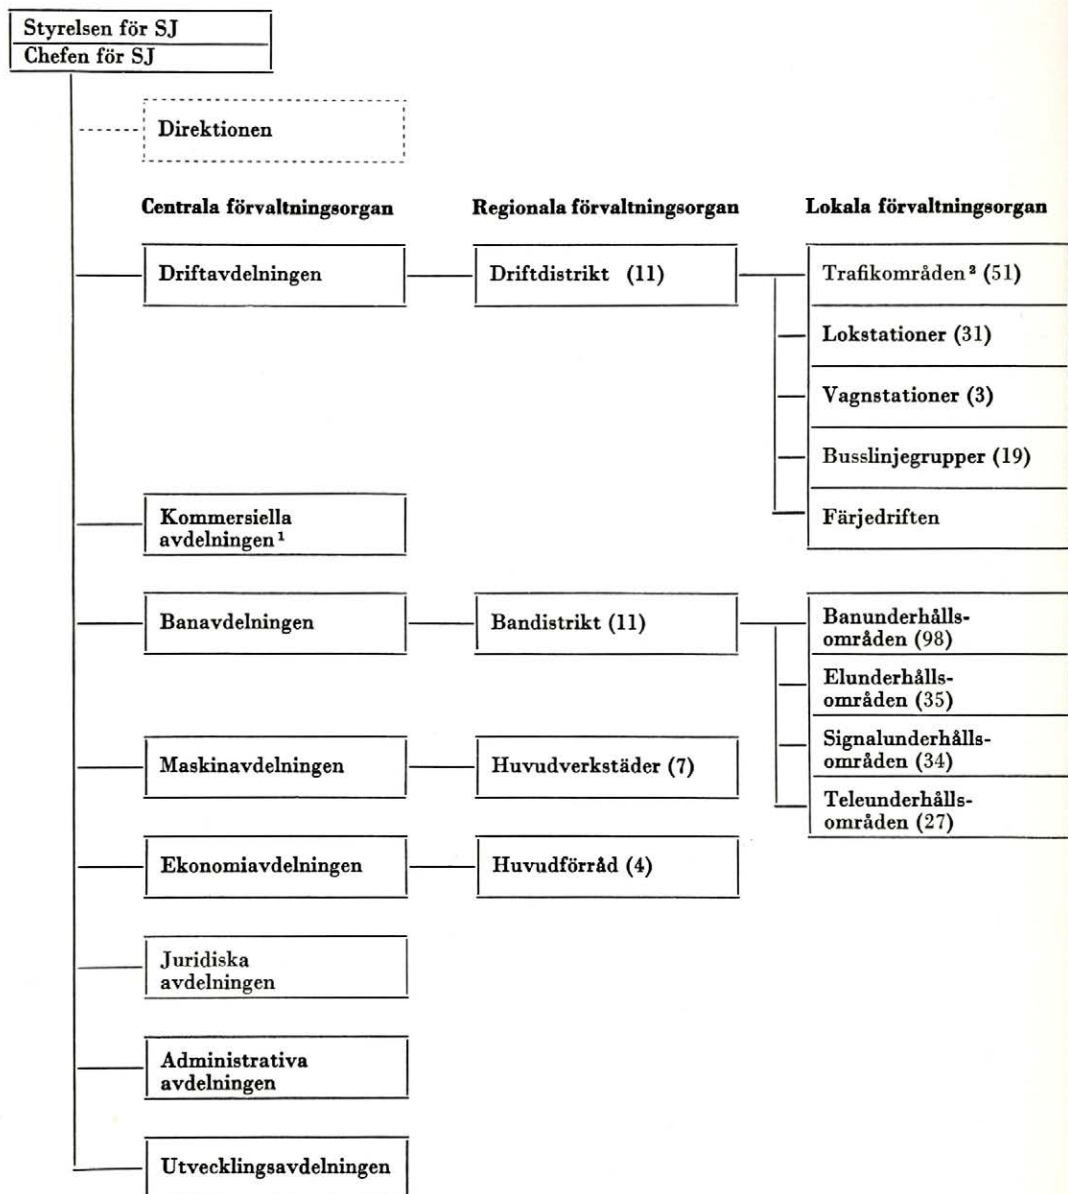 Styrelsen för SJ
Chefen för SJ
Direktionen
Centrala förvaltningsorgan
Regionala förvaltningsorgan
Lokala förvaltningsorgan
Driftavdelningen
Driftdistrikt (11)
Trafikområden² (51)
Lokstationer (31)
Vagnstationer (3)
Busslinjegrupper (19)
Färjedriften
Kommersiella
avdelningen¹
Banavdelningen
Bandistrikt (11)
Banunderhålls-
områden (98)
Elunderhålls-
områden (35)
Signalunderhålls-
områden (34)
Teleunderhålls-
områden (27)
Maskinavdelningen
Huvudverkstäder (7)
Ekonomiavdelningen
Huvudförråd (4)
Juridiska
avdelningen
Administrativa
avdelningen
Utvecklingsavdelningen